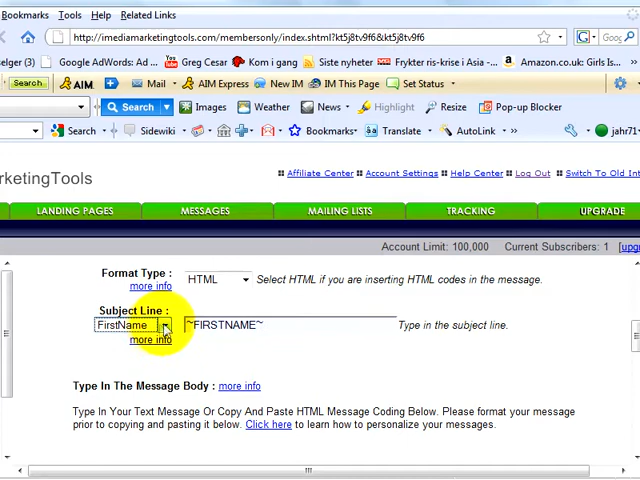 Bookmarks Tools Help Related Links
http://imediamarketingtools.com/membersonly/index.shtml?kt5j8tv9f6&kt5j8tv9f6
selger (3) Google AdWords Greg Cesar Kom i gang Siste nyheter Frykter ris-krise i Asia - ... Amazon.co.uk: Girls Is...
Search AIM Mail AIM Express New IM IM This Page Set Status
Search Images Weather News Highlight Resize Pop-up Blocker
Search Sidewiki Bookmarks Translate AutoLink jahr71
rketingTools
Affiliate Center Account Settings Help Center Log Out Switch To Old Int
LANDING PAGES MESSAGES MAILING LISTS TRACKING UPGRADE
Account Limit: 100,000 Current Subscribers: 1 [upg
Format Type :
HTML Select HTML if you are inserting HTML codes in the message.
more info
Subject Line :
FirstName ~FIRSTNAME~ Type in the subject line.
more info
Type In The Message Body : more info
Type In Your Text Message Or Copy And Paste HTML Message Coding Below. Please format your message
prior to copying and pasting it below. Click here to learn how to personalize your messages.